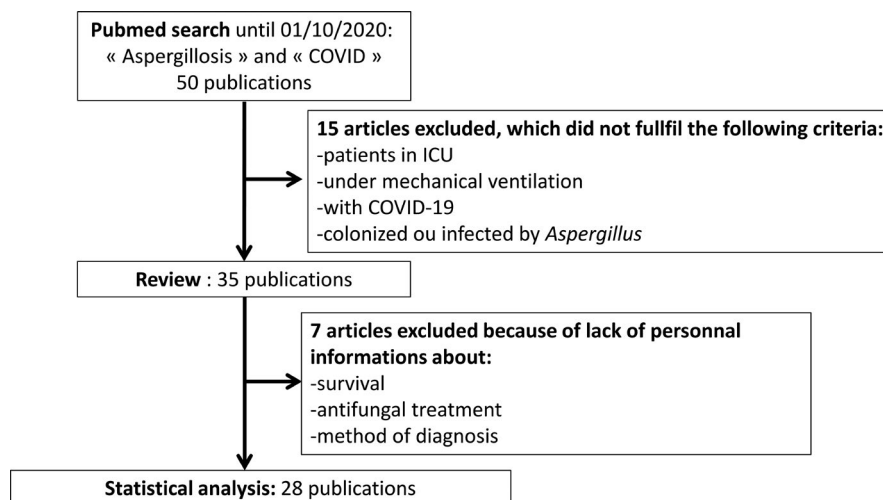 Pubmed search until 01/10/2020:
« Aspergillosis » and « COVID »
50 publications
15 articles excluded, which did not fullfil the following criteria:
-patients in ICU
-under mechanical ventilation
-with COVID-19
-colonized ou infected by Aspergillus
Review : 35 publications
7 articles excluded because of lack of personnal
informations about:
-survival
-antifungal treatment
-method of diagnosis
Statistical analysis: 28 publications